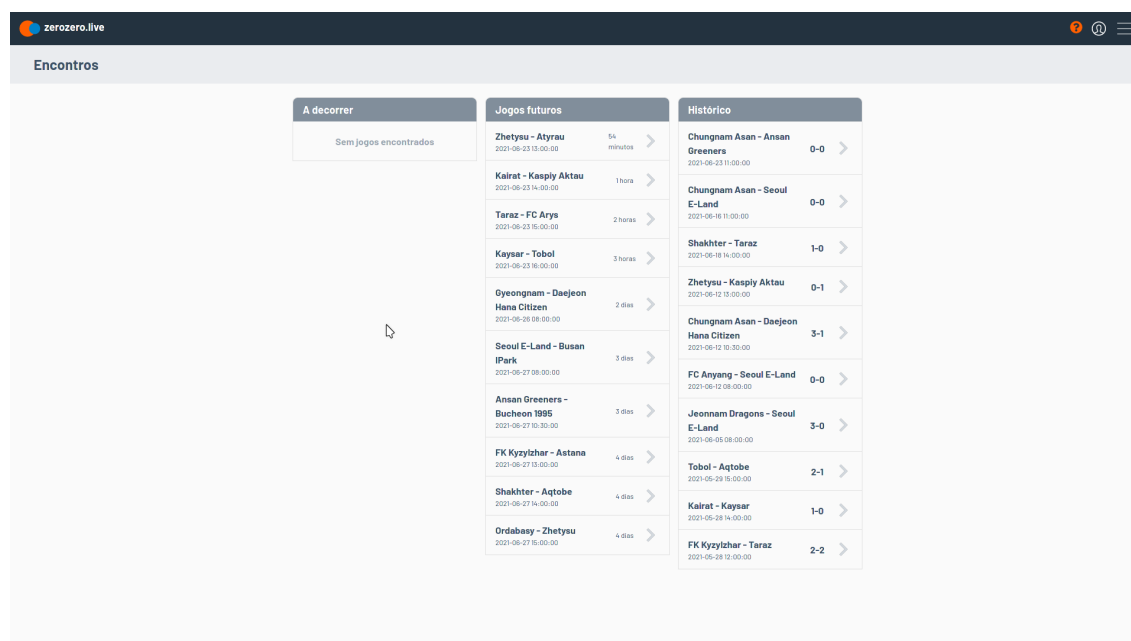 zerozero.live
?
Encontros
A decorrer
Sem jogos encontrados
Jogos futuros
Zhetysu - Atyrau
2021-06-23 13:00:00
54
minutos
Kairat - Kaspiy Aktau
2021-06-23 14:00:00
1 hora
Taraz - FC Arys
2021-06-23 15:00:00
2 horas
Kaysar - Tobol
2021-06-23 16:00:00
3 horas
Gyeongnam - Daejeon
Hana Citizen
2021-06-26 08:00:00
2 dias
Seoul E-Land - Busan
IPark
2021-06-27 08:00:00
3 dias
Ansan Greeners -
Bucheon 1995
2021-06-27 10:30:00
3 dias
FK Kyzylzhar - Astana
2021-06-27 13:00:00
4 dias
Shakhter - Aqtobe
2021-06-27 14:00:00
4 dias
Ordabasy - Zhetysu
2021-06-27 15:00:00
4 dias
Histórico
Chungnam Asan - Ansan
Greeners
2021-06-23 11:00:00
0-0
Chungnam Asan - Seoul
E-Land
2021-06-16 11:00:00
0-0
Shakhter - Taraz
2021-06-18 14:00:00
1-0
Zhetysu - Kaspiy Aktau
2021-06-12 13:00:00
0-1
Chungnam Asan - Daejeon
Hana Citizen
2021-06-12 10:30:00
3-1
FC Anyang - Seoul E-Land
2021-06-12 08:00:00
0-0
Jeonnam Dragons - Seoul
E-Land
2021-06-05 08:00:00
3-0
Tobol - Aqtobe
2021-05-29 15:00:00
2-1
Kairat - Kaysar
2021-05-28 14:00:00
1-0
FK Kyzylzhar - Taraz
2021-05-28 12:00:00
2-2